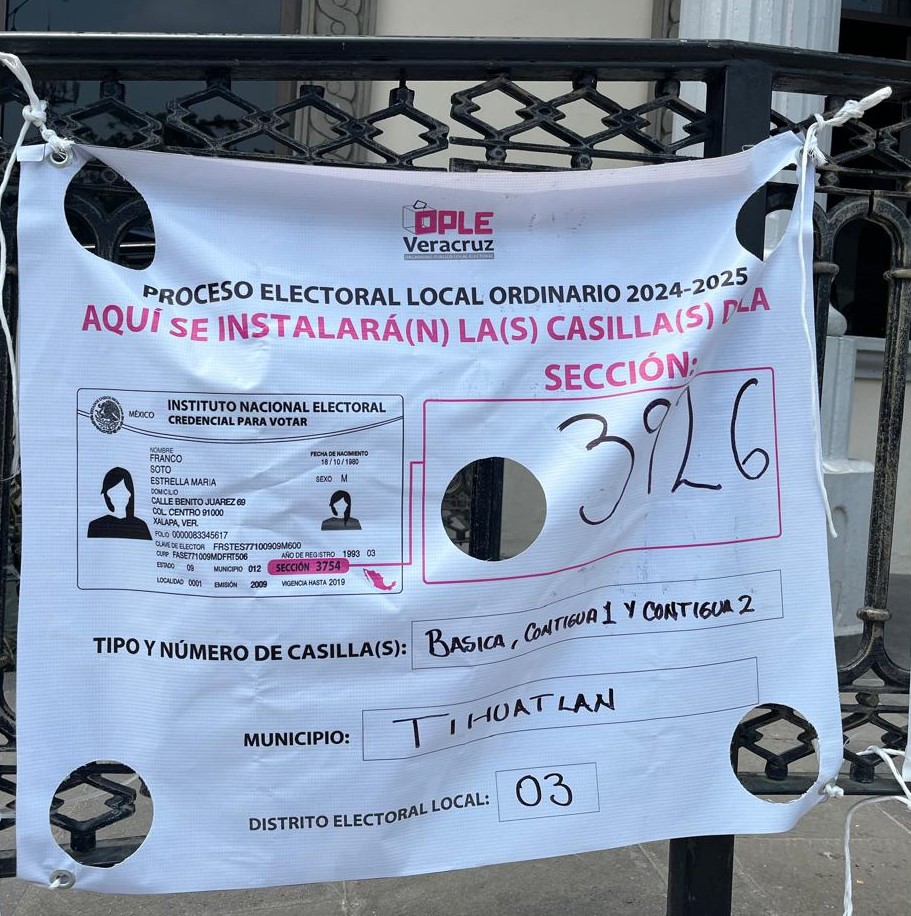 OPLE
Veracruz
ORGANISMO PÚBLICO LOCAL ELECTORAL
PROCESO ELECTORAL LOCAL ORDINARIO 2024-2025
AQUÍ SE INSTALARÁ(N) LA(S) CASILLA(S) D LA
SECCIÓN:
3926
MÉXICO
INSTITUTO NACIONAL ELECTORAL
CREDENCIAL PARA VOTAR
NOMBRE
FRANCO
SOTO
ESTRELLA MARIA
DOMICILIO
CALLE BENITO JUAREZ 69
COL. CENTRO 91000
XALAPA, VER.
FECHA DE NACIMIENTO
18 / 10 / 1980
SEXO M
FOLIO 0000083345617
CLAVE DE ELECTOR FRSTES77100909M600
CURP FASE771009MDFRT506 AÑO DE REGISTRO 1993 03
ESTADO 09 MUNICIPIO 012 SECCIÓN 3754
LOCALIDAD 0001 EMISIÓN 2009 VIGENCIA HASTA 2019
TIPO Y NÚMERO DE CASILLA(S): BASICA, CONTIGUA 1 Y CONTIGUA 2
MUNICIPIO: TIHUATLAN
DISTRITO ELECTORAL LOCAL: 03